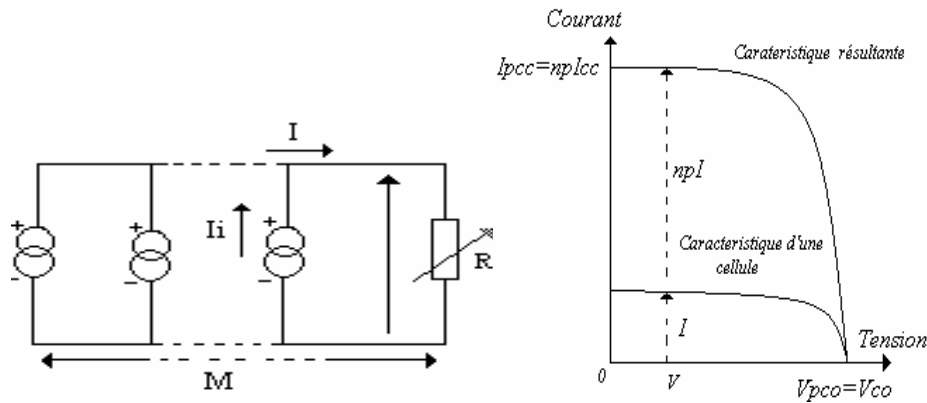 I
+
+
+
Ii
-
-
-
R
M
Courant
Ipcc=npIcc
Carateristique résultante
npI
Caracteristique d'une
cellule
I
Tension
0
V
Vpco=Vco